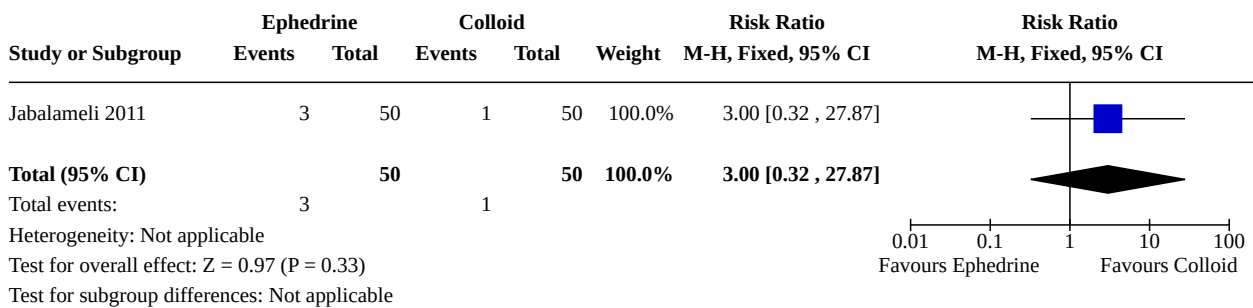 Ephedrine Colloid Risk Ratio Risk Ratio
Study or Subgroup Events Total Events Total Weight M-H, Fixed, 95% CI M-H, Fixed, 95% CI
Jabalameli 2011 3 50 1 50 100.0% 3.00 [0.32 , 27.87]
Total (95% CI) 50 50 100.0% 3.00 [0.32 , 27.87]
Total events: 3 1
Heterogeneity: Not applicable
0.01 0.1 1 10 100
Test for overall effect: Z = 0.97 (P = 0.33) Favours Ephedrine Favours Colloid
Test for subgroup differences: Not applicable